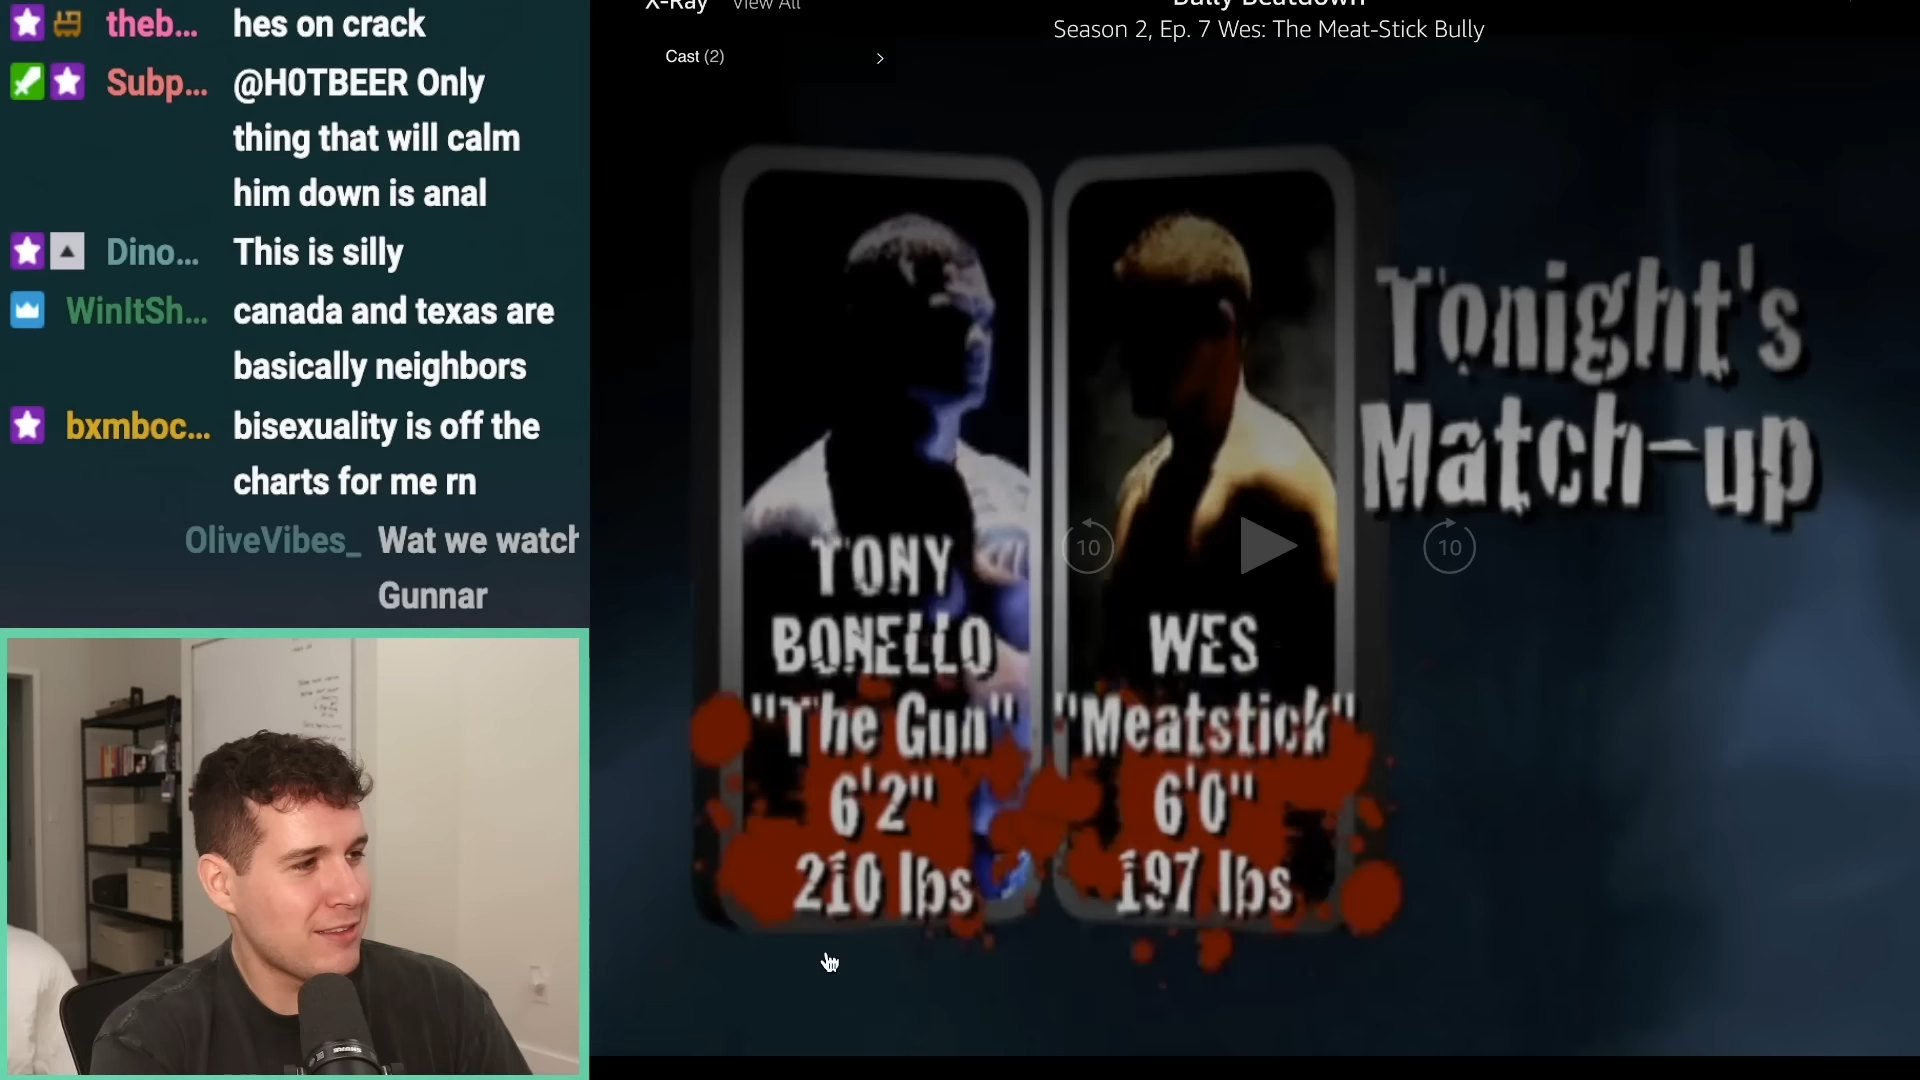 theb... hes on crack
Subp... @H0TBEER Only
thing that will calm
him down is anal
Dino... This is silly
WinItSh... canada and texas are
basically neighbors
bxmboc... bisexuality is off the
charts for me rn
OliveVibes_ Wat we watch
Gunnar
X-Ray View All
Bully Beatdown
Season 2, Ep. 7 Wes: The Meat-Stick Bully
Cast (2)
Tonight's
Match-up
TONY
BONELLO
"The Gun"
6'2"
210 lbs
WES
"Meatstick"
6'0"
197 lbs
10
10